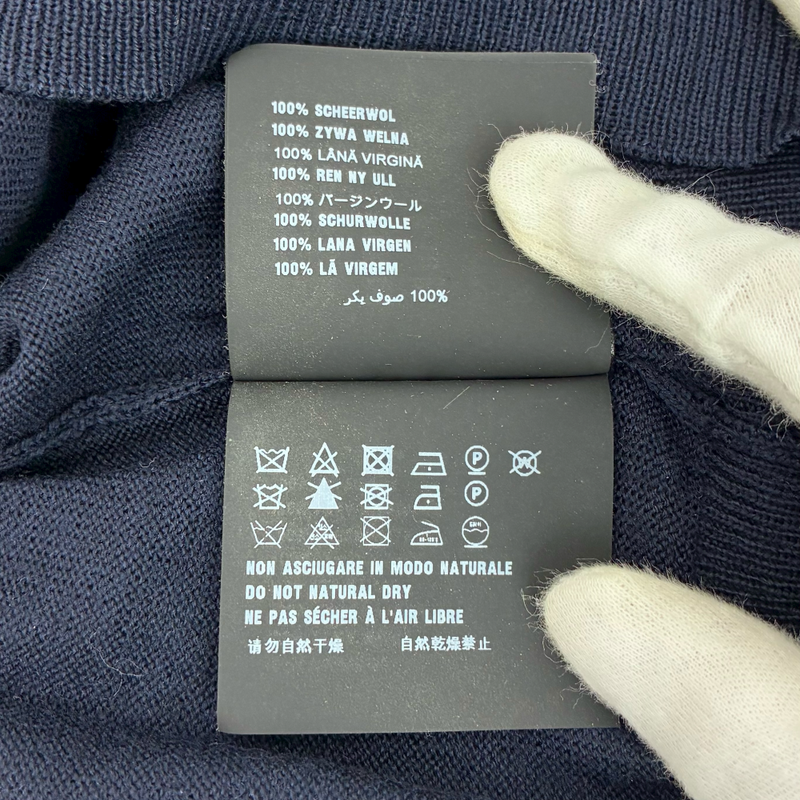 100% SCHEERWOL
100% ZYWA WELNA
100% LÂNĂ VIRGINĂ
100% REN NY ULL
100% バージンウール
100% SCHURWOLLE
100% LANA VIRGEN
100% LÃ VIRGEM
100% صوف يكر
P W
P
NON ASCIUGARE IN MODO NATURALE
DO NOT NATURAL DRY
NE PAS SÉCHER À L'AIR LIBRE
请勿自然干燥 自然乾燥禁止